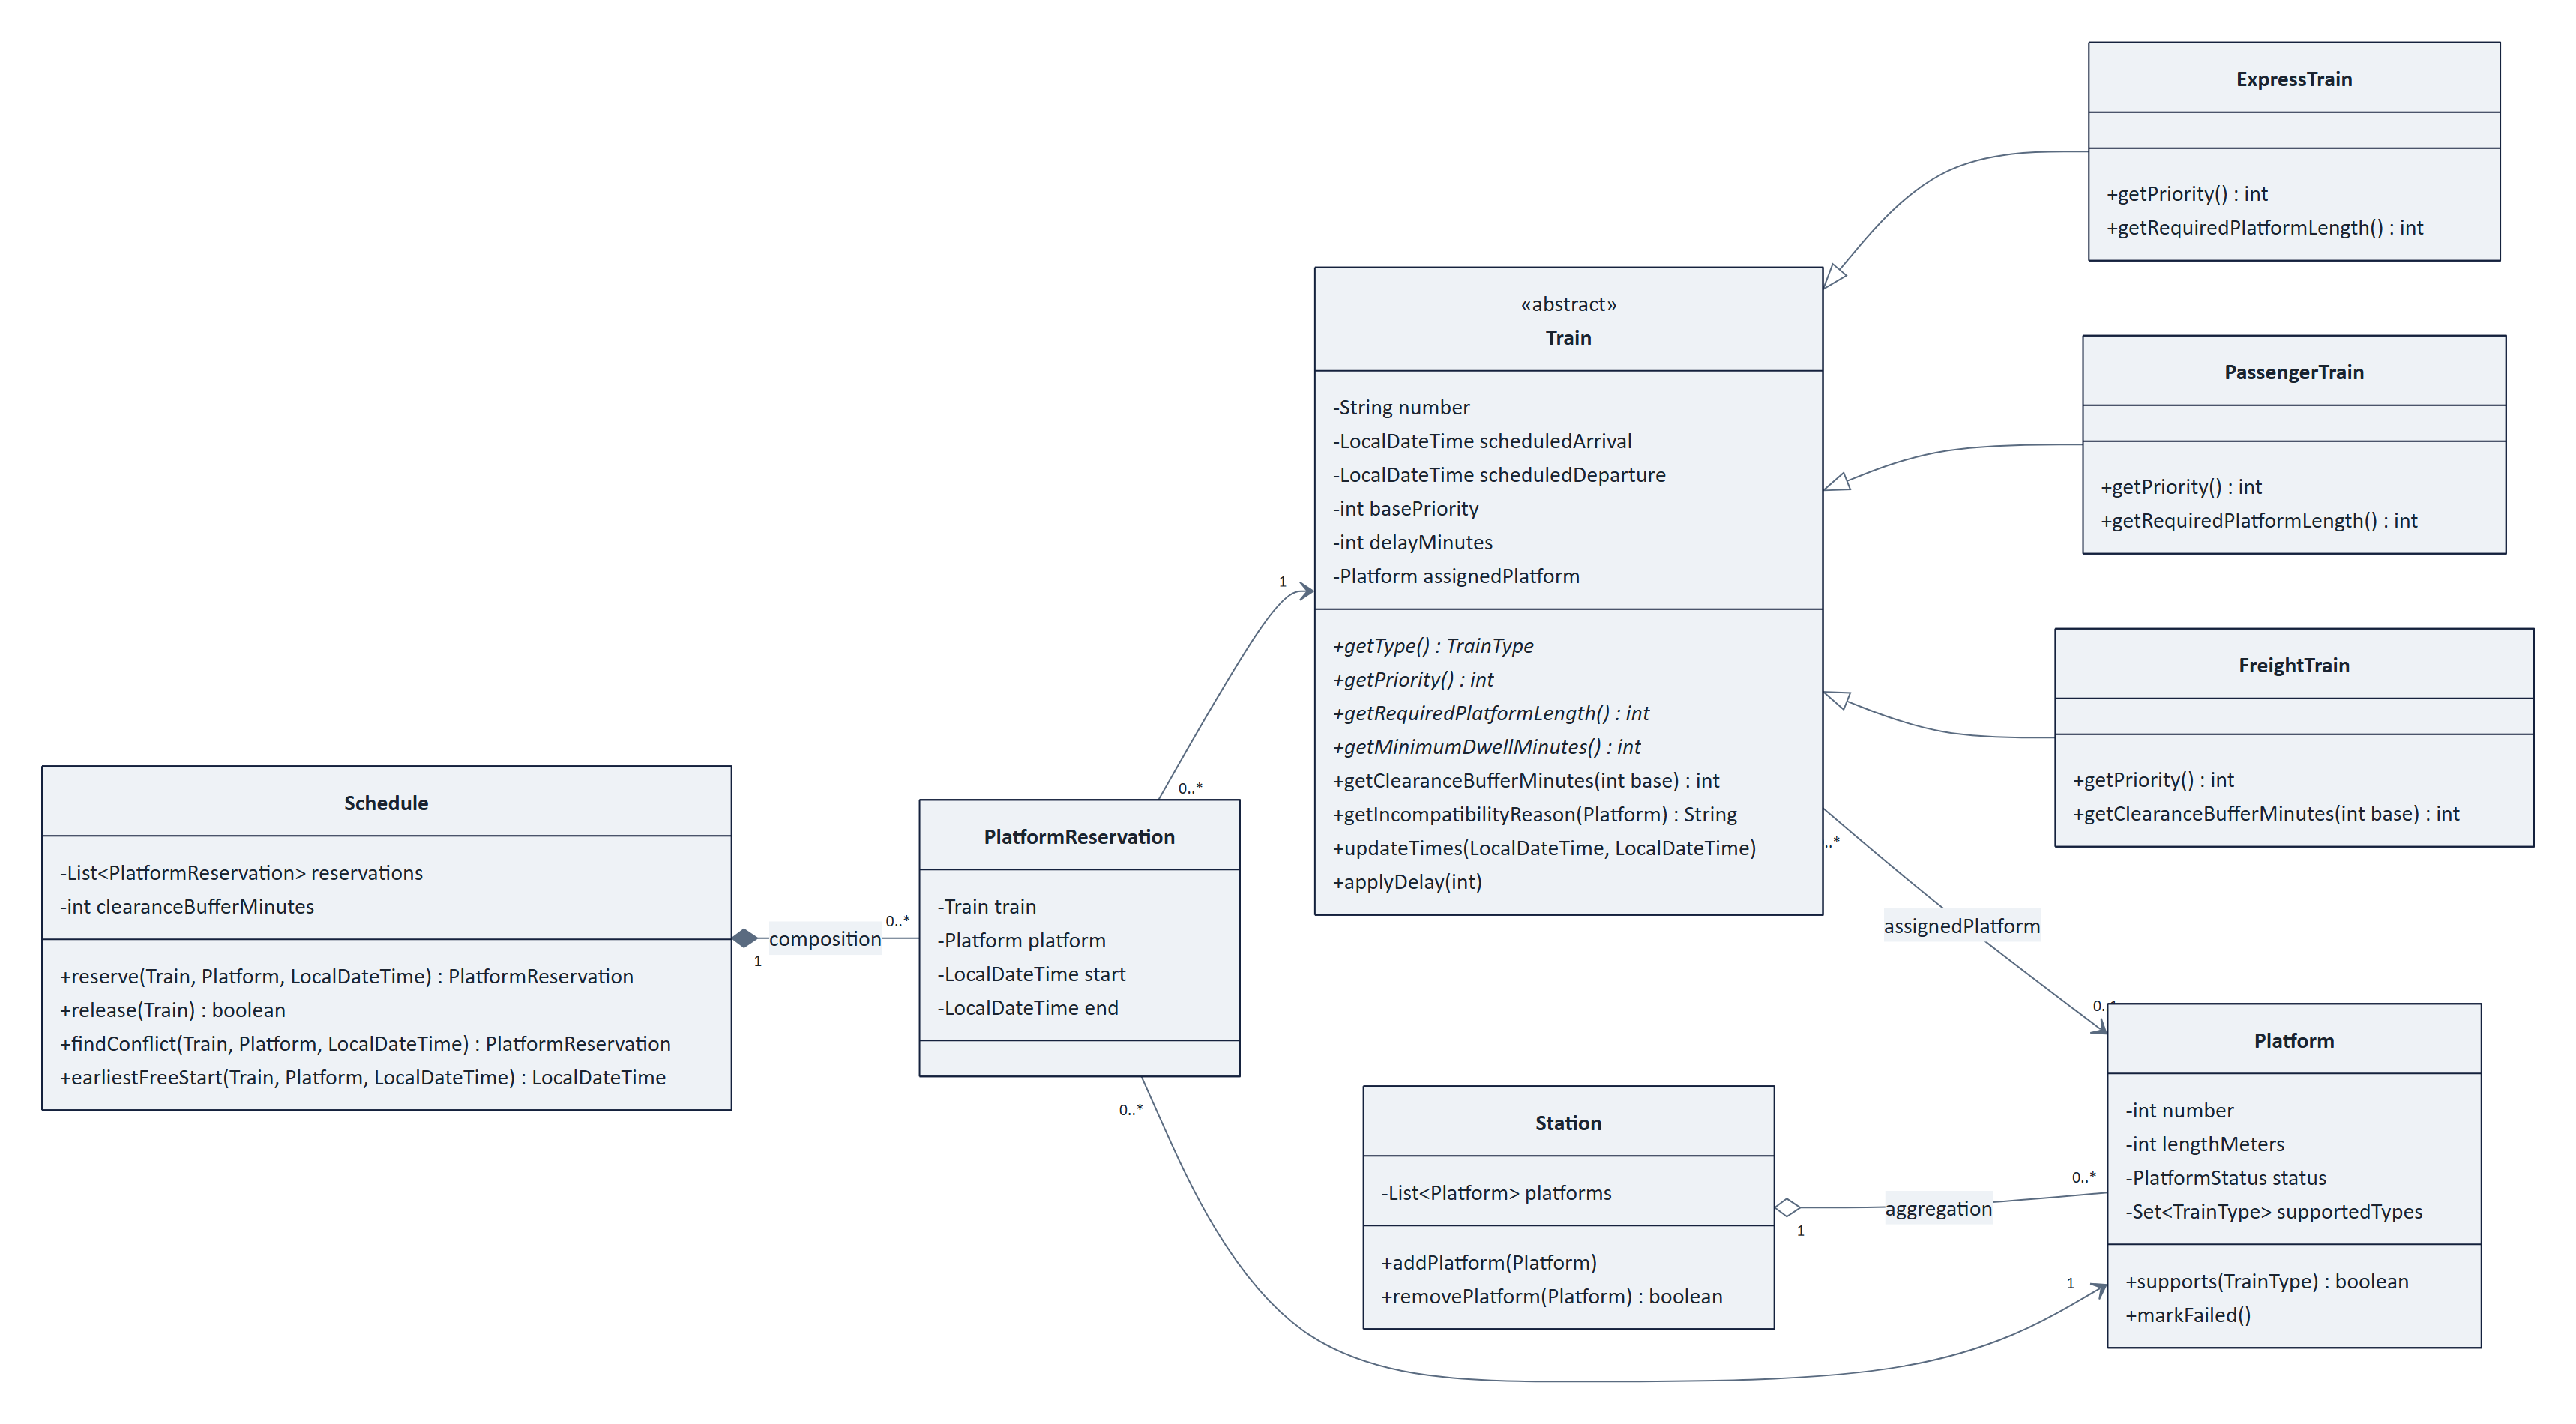 ExpressTrain
+getPriority() : int
+getRequiredPlatformLength() : int
«abstract»
Train
-String number
-LocalDateTime scheduledArrival
-LocalDateTime scheduledDeparture
-int basePriority
-int delayMinutes
-Platform assignedPlatform
+getType() : TrainType
+getPriority() : int
+getRequiredPlatformLength() : int
+getMinimumDwellMinutes() : int
+getClearanceBufferMinutes(int base) : int
+getIncompatibilityReason(Platform) : String
+updateTimes(LocalDateTime, LocalDateTime)
+applyDelay(int)
PassengerTrain
+getPriority() : int
+getRequiredPlatformLength() : int
FreightTrain
+getPriority() : int
+getClearanceBufferMinutes(int base) : int
1
0..*
Schedule
-List<PlatformReservation> reservations
-int clearanceBufferMinutes
+reserve(Train, Platform, LocalDateTime) : PlatformReservation
+release(Train) : boolean
+findConflict(Train, Platform, LocalDateTime) : PlatformReservation
+earliestFreeStart(Train, Platform, LocalDateTime) : LocalDateTime
composition
0..*
1
PlatformReservation
-Train train
-Platform platform
-LocalDateTime start
-LocalDateTime end
0..*
..*
assignedPlatform
0..
Platform
-int number
-int lengthMeters
-PlatformStatus status
-Set<TrainType> supportedTypes
+supports(TrainType) : boolean
+markFailed()
Station
-List<Platform> platforms
+addPlatform(Platform)
+removePlatform(Platform) : boolean
aggregation
0..*
1
1